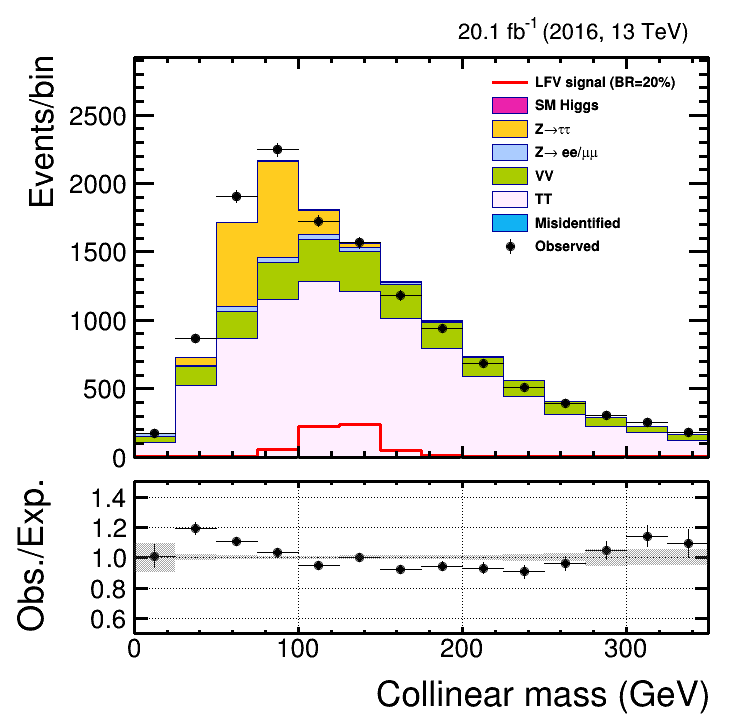 20.1 fb⁻¹ (2016, 13 TeV)
Events/bin
2500
2000
1500
1000
500
0
LFV signal (BR=20%)
SM Higgs
Z→ττ
Z→ ee/μμ
VV
TT
Misidentified
Observed
Obs./Exp.
1.4
1.2
1.0
0.8
0.6
0 100 200 300
Collinear mass (GeV)